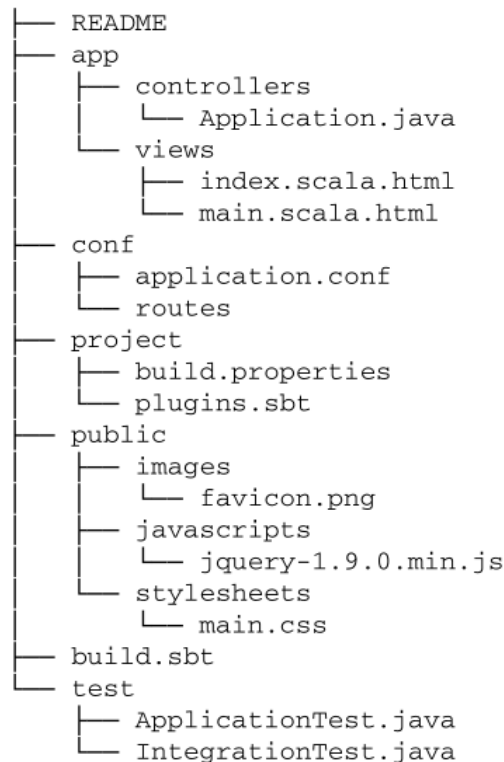 ├── README
├── app
│   ├── controllers
│   │   └── Application.java
│   └── views
│       ├── index.scala.html
│       └── main.scala.html
├── conf
│   ├── application.conf
│   └── routes
├── project
│   ├── build.properties
│   └── plugins.sbt
├── public
│   ├── images
│   │   └── favicon.png
│   ├── javascripts
│   │   └── jquery-1.9.0.min.js
│   └── stylesheets
│       └── main.css
├── build.sbt
└── test
    ├── ApplicationTest.java
    └── IntegrationTest.java